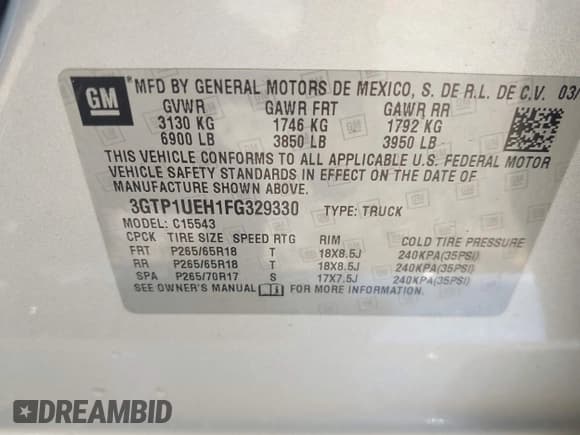 GM
MFD BY GENERAL MOTORS DE MEXICO, S. DE R.L. DE C.V. 03/
GVWR GAWR FRT GAWR RR
3130 KG 1746 KG 1792 KG
6900 LB 3850 LB 3950 LB
THIS VEHICLE CONFORMS TO ALL APPLICABLE U.S. FEDERAL MOTOR
VEHICLE SAFETY STANDARDS IN EFFECT ON THE DATE OF
MANUFACTURE SHOWN ABOVE.
3GTP1UEH1FG329330 TYPE: TRUCK
MODEL: C15543
CPCK TIRE SIZE SPEED RTG RIM COLD TIRE PRESSURE
FRT P265/65R18 T 18X8.5J 240KPA(35PSI)
RR P265/65R18 T 18X8.5J 240KPA(35PSI)
SPA P265/70R17 S 17X7.5J 240KPA(35PSI)
SEE OWNER'S MANUAL FOR MORE INFORMATION
DREAMBID